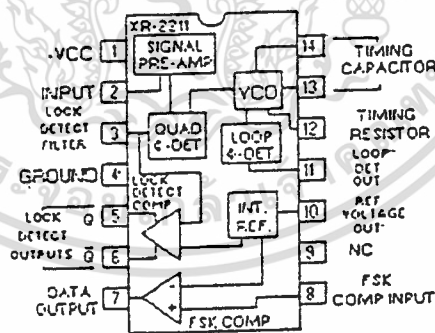 XR-2211
+VCC 1
SIGNAL
PRE-AMP
14 TIMING
CAPACITOR
13
INPUT 2
VCO
LOCK
DETECT
FILTER
3
QUAD
φ-DET
LOOP
φ-DET
12 TIMING
RESISTOR
11 LOOP
DET
OUT
GROUND 4
LOCK
DETECT
COMP
LOCK
DETECT
OUTPUTS
Q 5
Q̅ 6
INT.
REF.
10 REF
VOLTAGE
OUT
9 NC
DATA
OUTPUT
7
-
+
8 FSK
COMP INPUT
FSK COMP